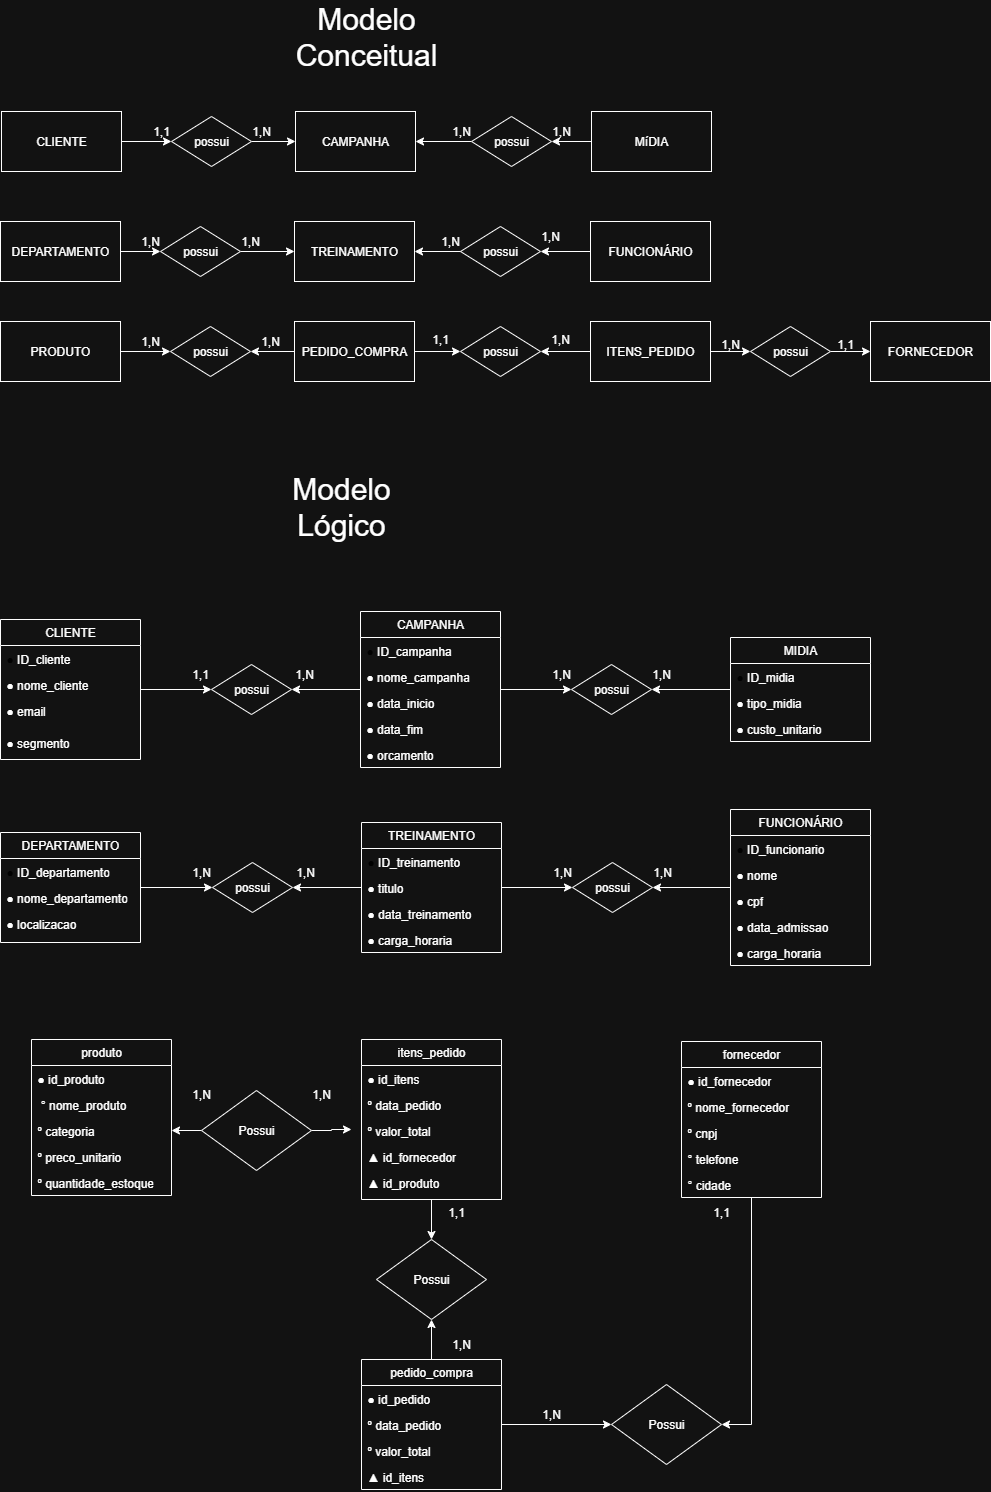 Modelo
Conceitual
CLIENTE
1,1
possui
1,N
CAMPANHA
1,N
possui
1,N
MíDIA
DEPARTAMENTO
1,N
possui
1,N
TREINAMENTO
1,N
possui
1,N
FUNCIONÁRIO
PRODUTO
1,N
possui
1,N
PEDIDO_COMPRA
1,1
possui
1,N
ITENS_PEDIDO
1,N
possui
1,1
FORNECEDOR
Modelo
Lógico
CLIENTE
● ID_cliente
● nome_cliente
● email
● segmento
1,1
possui
1,N
CAMPANHA
● ID_campanha
● nome_campanha
● data_inicio
● data_fim
● orcamento
1,N
possui
1,N
MIDIA
● ID_midia
● tipo_midia
● custo_unitario
DEPARTAMENTO
● ID_departamento
● nome_departamento
● localizacao
1,N
possui
1,N
TREINAMENTO
● ID_treinamento
● titulo
● data_treinamento
● carga_horaria
1,N
possui
1,N
FUNCIONÁRIO
● ID_funcionario
● nome
● cpf
● data_admissao
● carga_horaria
produto
● id_produto
° nome_produto
° categoria
° preco_unitario
° quantidade_estoque
1,N
Possui
1,N
itens_pedido
● id_itens
° data_pedido
° valor_total
▲ id_fornecedor
▲ id_produto
fornecedor
● id_fornecedor
° nome_fornecedor
° cnpj
° telefone
° cidade
1,1
1,1
Possui
1,N
pedido_compra
● id_pedido
° data_pedido
° valor_total
▲ id_itens
1,N
Possui